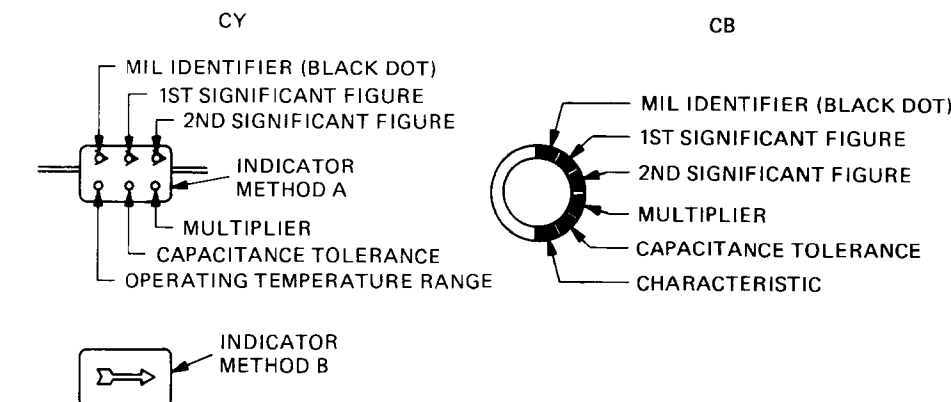 CY
MIL IDENTIFIER (BLACK DOT)
1ST SIGNIFICANT FIGURE
2ND SIGNIFICANT FIGURE
INDICATOR
METHOD A
MULTIPLIER
CAPACITANCE TOLERANCE
OPERATING TEMPERATURE RANGE
INDICATOR
METHOD B
CB
MIL IDENTIFIER (BLACK DOT)
1ST SIGNIFICANT FIGURE
2ND SIGNIFICANT FIGURE
MULTIPLIER
CAPACITANCE TOLERANCE
CHARACTERISTIC